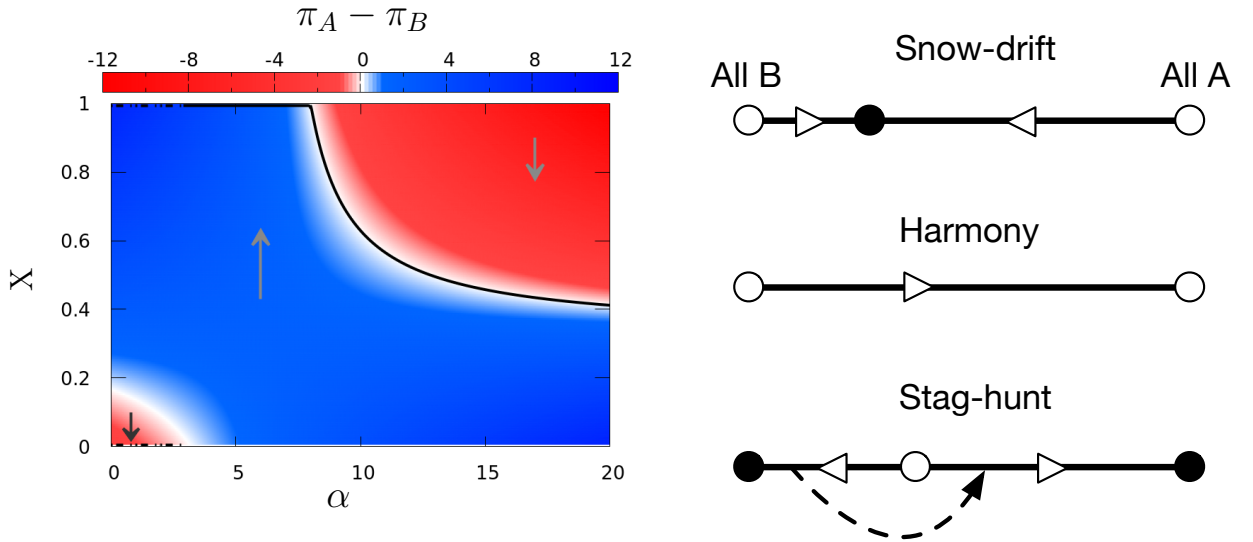 π_A − π_B
-12 -8 -4 0 4 8 12
1
0.8
0.6
0.4
0.2
0
X
0 5 10 15 20
α
Snow-drift
All B All A
Harmony
Stag-hunt